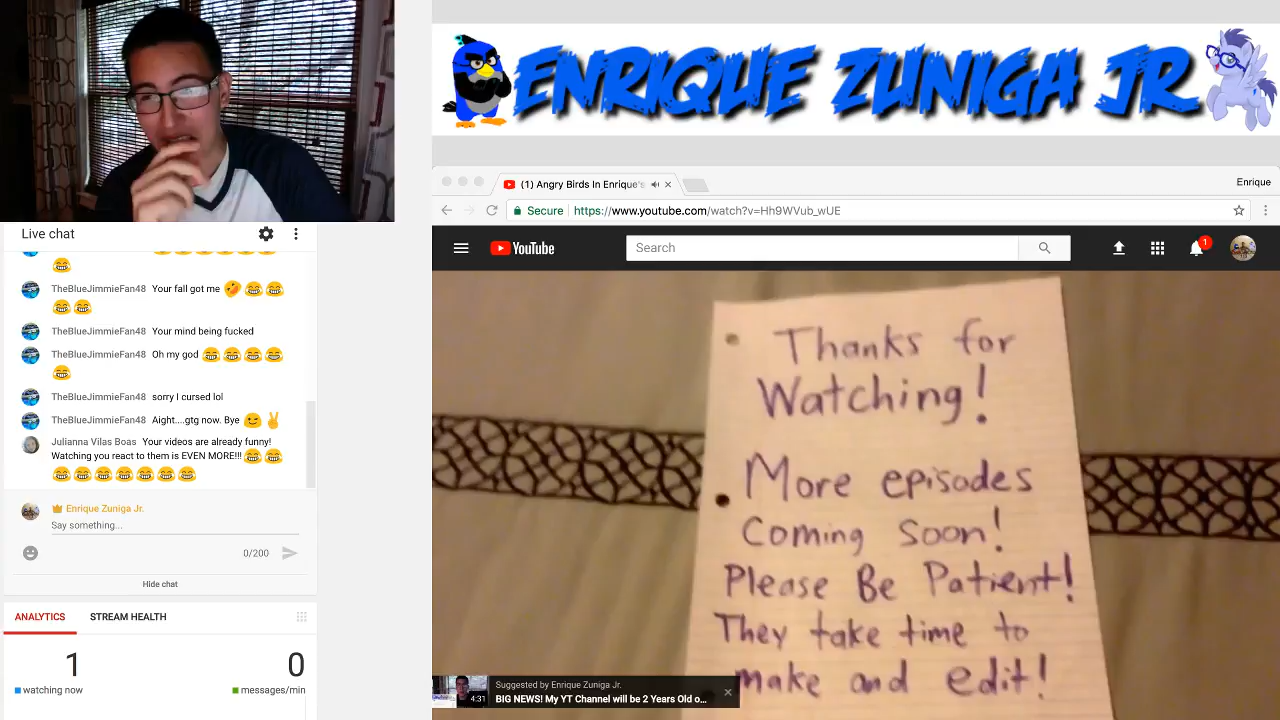 ENRIQUE ZUNIGA JR
(1) Angry Birds In Enrique's
Enrique
Secure
https://www.youtube.com/watch?v=Hh9WVub_wUE
YouTube
Search
1
Live chat
TheBlueJimmieFan48 Your fall got me 🤣😂😂
😂😂
TheBlueJimmieFan48 Your mind being fucked
TheBlueJimmieFan48 Oh my god 😂😂😂😂
😂
TheBlueJimmieFan48 sorry I cursed lol
TheBlueJimmieFan48 Aight....gtg now. Bye 😉✌
Julianna Vilas Boas Your videos are already funny!
Watching you react to them is EVEN MORE!!! 😂😂
😂😂😂😂😂😂😂
Enrique Zuniga Jr.
Say something...
0/200
Hide chat
ANALYTICS
STREAM HEALTH
1
watching now
0
messages/min
Thanks for
Watching!
More episodes
Coming Soon!
Please Be Patient!
They take time to
make and edit!
4:31
Suggested by Enrique Zuniga Jr.
BIG NEWS! My YT Channel will be 2 Years Old o...